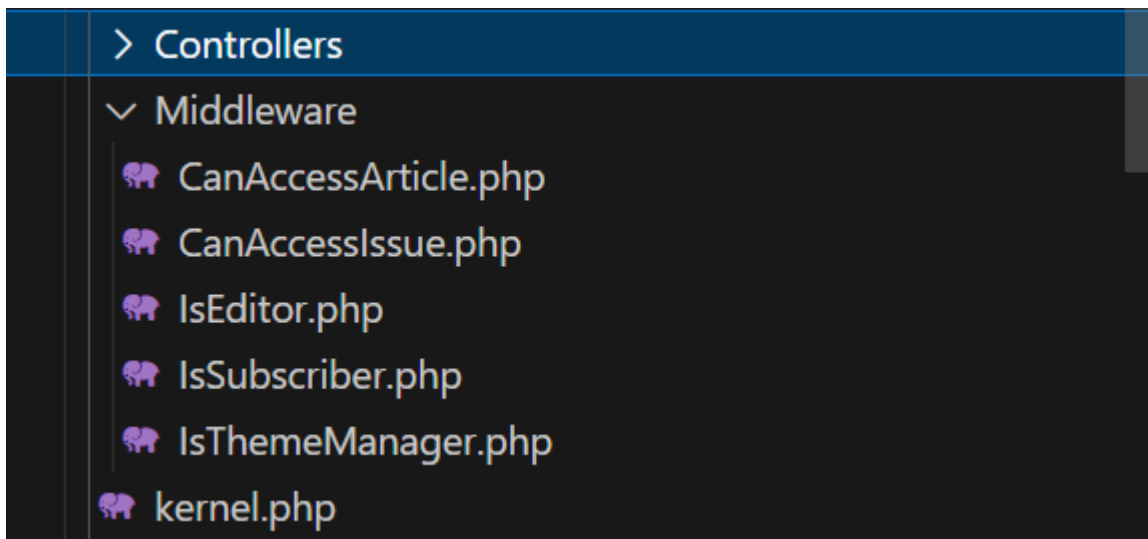 Controllers
Middleware
CanAccessArticle.php
CanAccessIssue.php
IsEditor.php
IsSubscriber.php
IsThemeManager.php
kernel.php